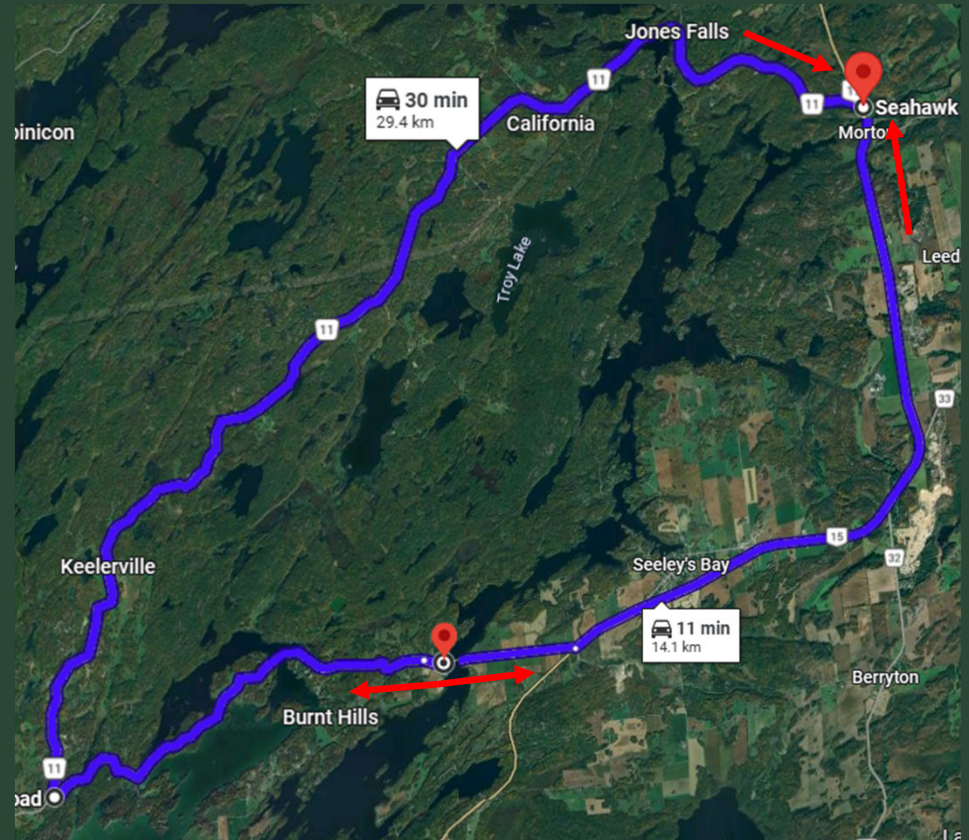 Jones Falls
11
30 min
29.4 km
California
11
Seahawk
Morton
Troy Lake
Leed
11
33
Keelerville
15
Seeley's Bay
32
11 min
14.1 km
Berryton
Burnt Hills
11
oad